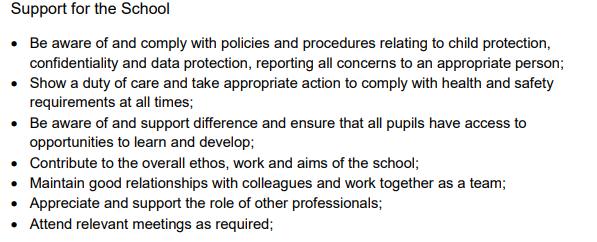 Support for the School
• Be aware of and comply with policies and procedures relating to child protection,
confidentiality and data protection, reporting all concerns to an appropriate person;
• Show a duty of care and take appropriate action to comply with health and safety
requirements at all times;
• Be aware of and support difference and ensure that all pupils have access to
opportunities to learn and develop;
• Contribute to the overall ethos, work and aims of the school;
• Maintain good relationships with colleagues and work together as a team;
• Appreciate and support the role of other professionals;
• Attend relevant meetings as required;